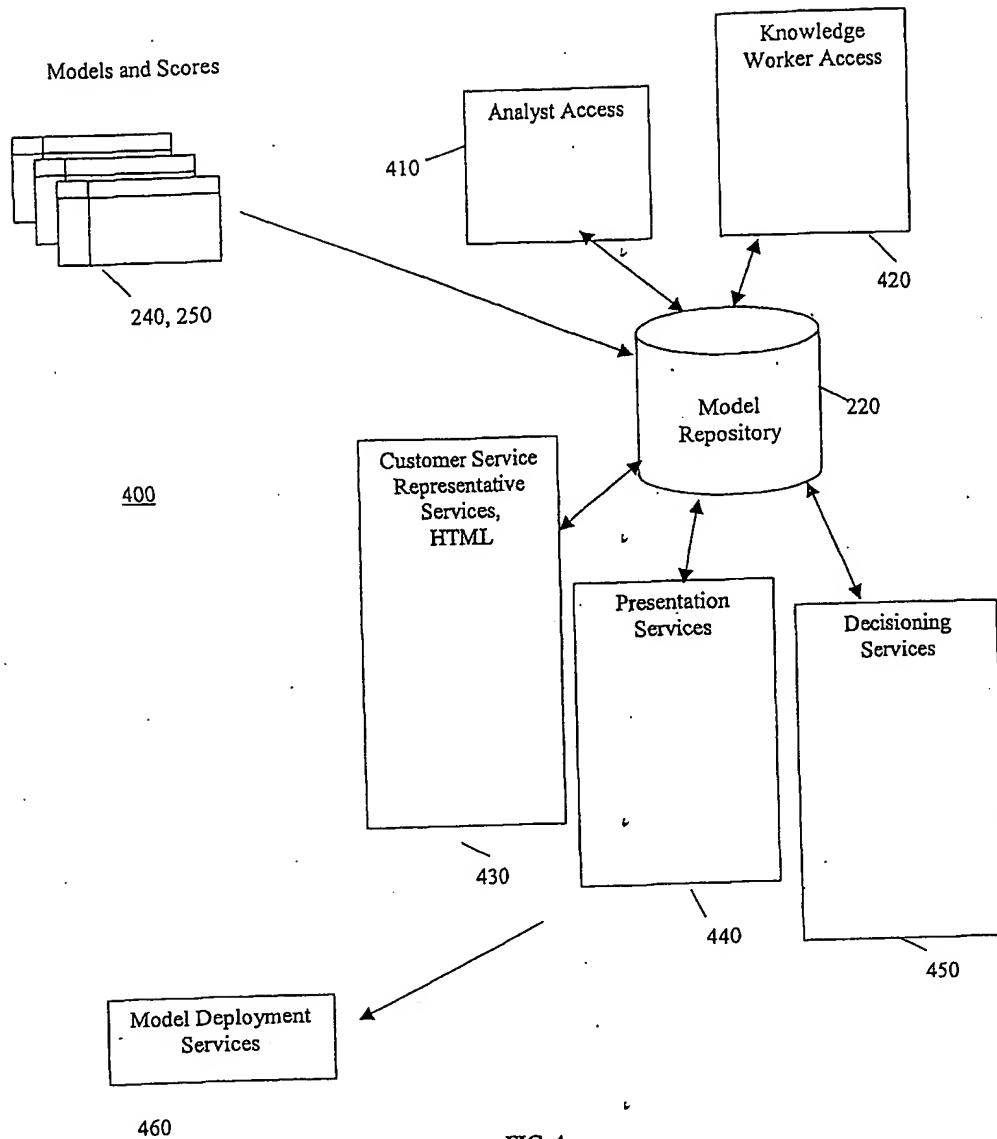 Models and Scores
240, 250
Analyst Access
410
Knowledge
Worker Access
420
Model
Repository
220
400
Customer Service
Representative
Services,
HTML
430
Presentation
Services
440
Decisioning
Services
450
Model Deployment
Services
460